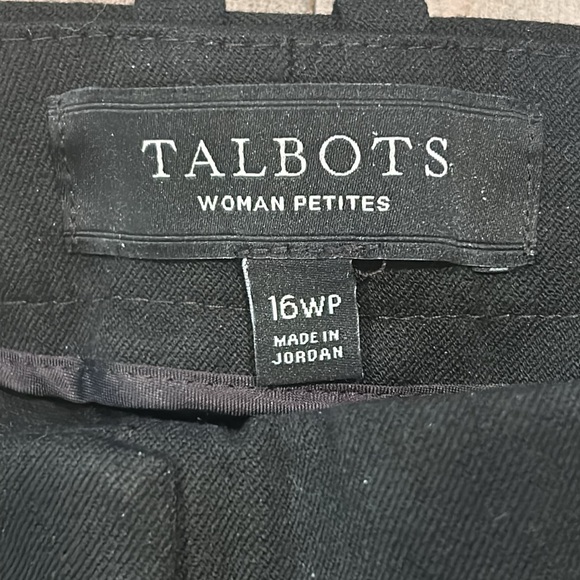 TALBOTS
WOMAN PETITES
16WP
MADE IN
JORDAN